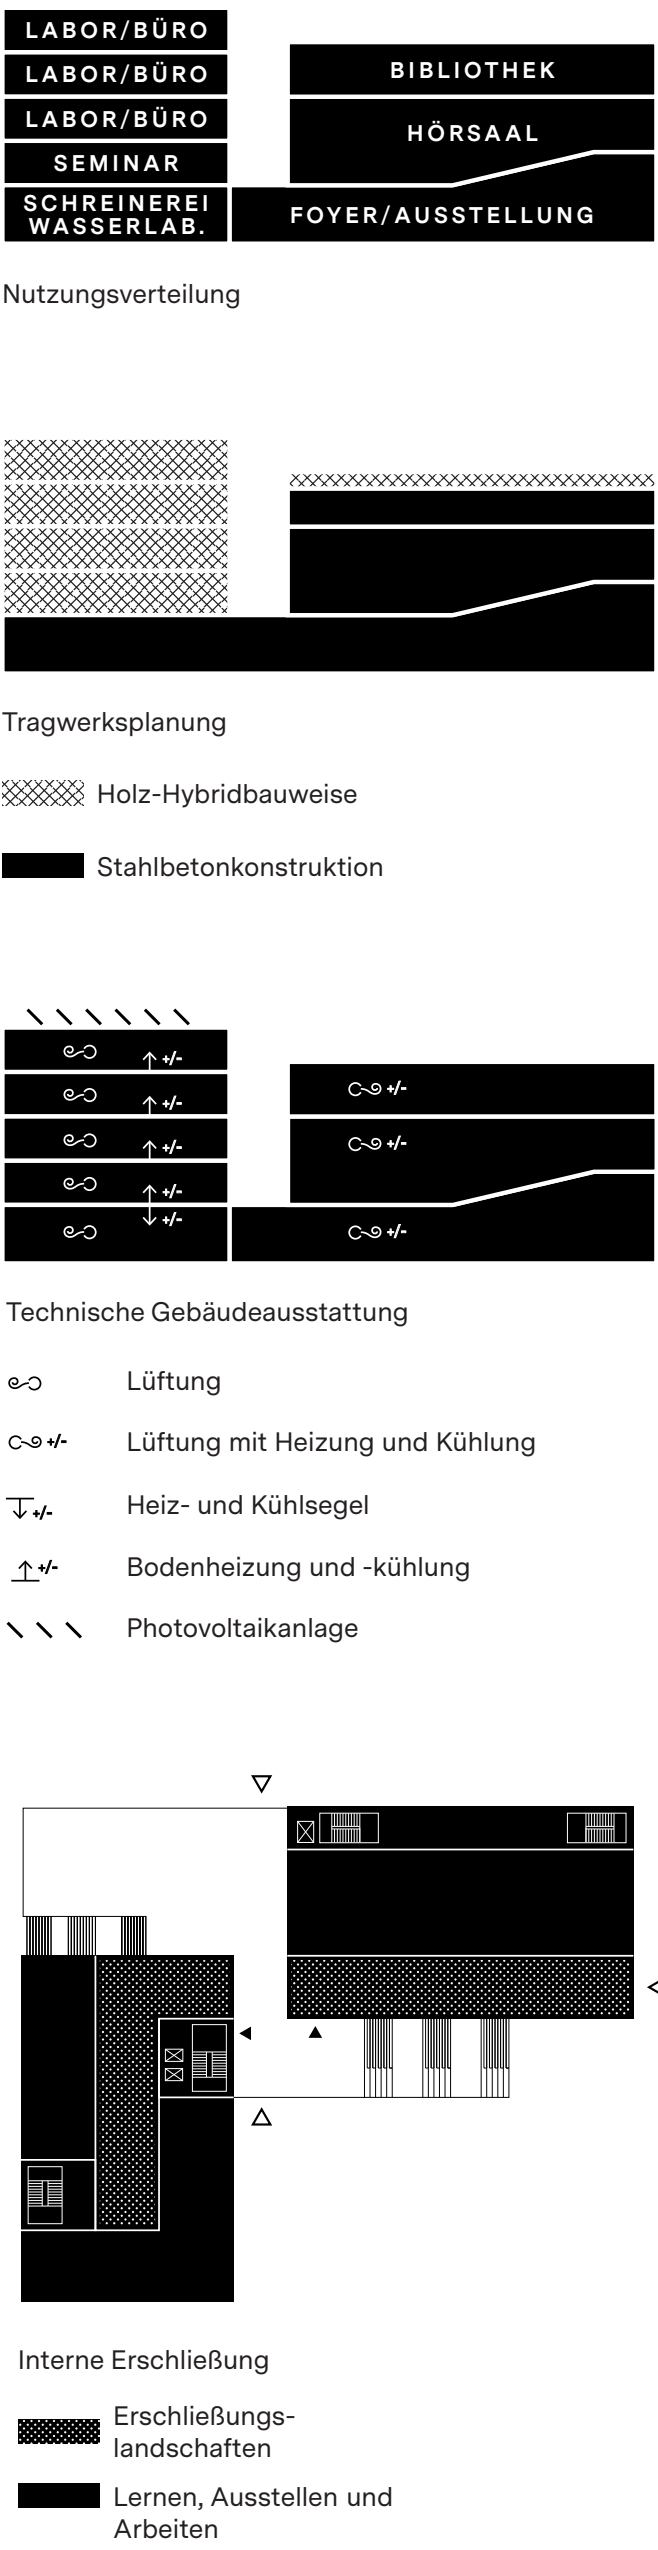 LABOR/BÜRO
LABOR/BÜRO
LABOR/BÜRO
SEMINAR
SCHREINEREI
WASSERLAB.
BIBLIOTHEK
HÖRSAAL
FOYER/AUSSTELLUNG
Nutzungsverteilung
Tragwerksplanung
Holz-Hybridbauweise
Stahlbetonkonstruktion
+/-
+/-
+/-
+/-
+/-
+/-
+/-
+/-
Technische Gebäudeausstattung
Lüftung
+/- Lüftung mit Heizung und Kühlung
+/- Heiz- und Kühlsegel
+/- Bodenheizung und -kühlung
Photovoltaikanlage
Interne Erschließung
Erschließungs-
landschaften
Lernen, Ausstellen und
Arbeiten